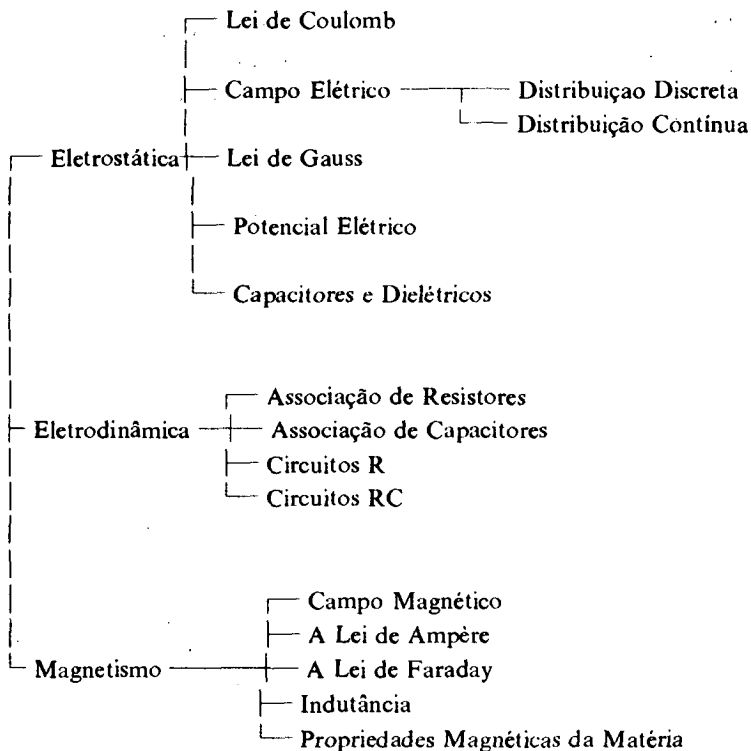 Lei de Coulomb
Campo Elétrico
Distribuiçao Discreta
Distribuição Contínua
Eletrostática
Lei de Gauss
Potencial Elétrico
Capacitores e Dielétricos
Associação de Resistores
Eletrodinâmica
Associação de Capacitores
Circuitos R
Circuitos RC
Campo Magnético
A Lei de Ampère
Magnetismo
A Lei de Faraday
Indutância
Propriedades Magnéticas da Matéria